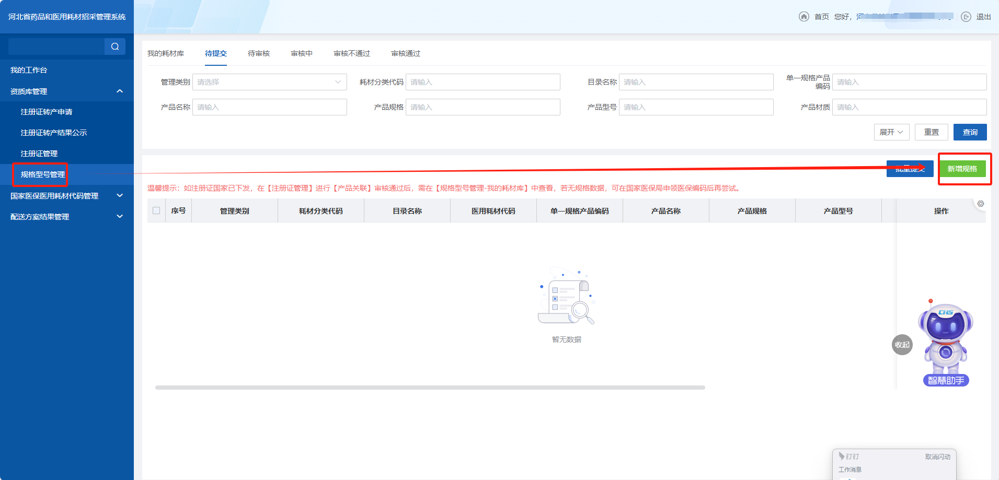 河北省药品和医用耗材招采管理系统
首页 您好，
退出
我的工作台
资质库管理
注册证转产申请
注册证转产结果公示
注册证管理
规格型号管理
国家医保医用耗材代码管理
配送方案结果管理
我的耗材库 待提交 待审核 审核中 审核不通过 审核通过
管理类别 请选择 耗材分类代码 请输入 目录名称 请输入 单一规格产品编码 请输入
产品名称 请输入 产品规格 请输入 产品型号 请输入 产品材质 请输入
展开 重置 查询
批量提交 新增规格
温馨提示：如注册证国家已下发，在【注册证管理】进行【产品关联】审核通过后，需在【规格型号管理-我的耗材库】中查看，若无规格数据，可在国家医保局申领医保编码后再尝试。
序号 管理类别 耗材分类代码 目录名称 医用耗材代码 单一规格产品编码 产品名称 产品规格 产品型号 操作
暂无数据
CHS
收起
智慧助手
钉钉 取消闪动
工作消息